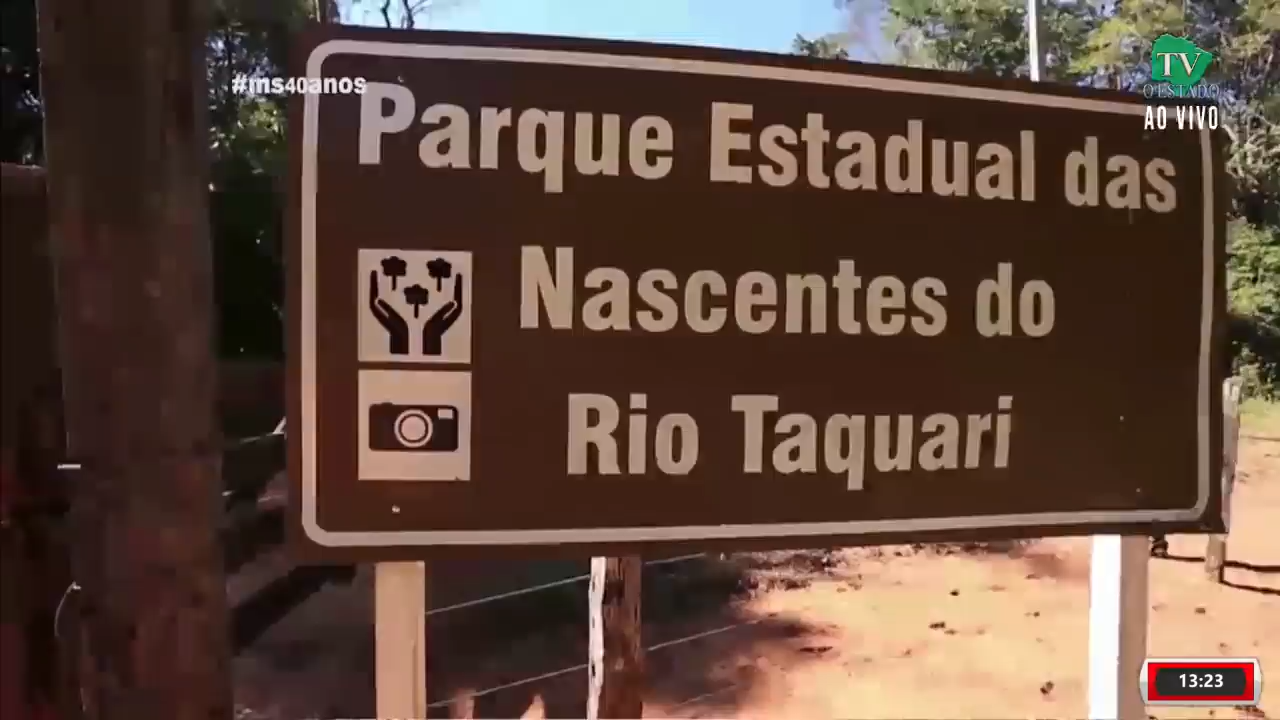 #ms40anos
TV
O ESTADO
AO VIVO
Parque Estadual das
Nascentes do
Rio Taquari
13:23